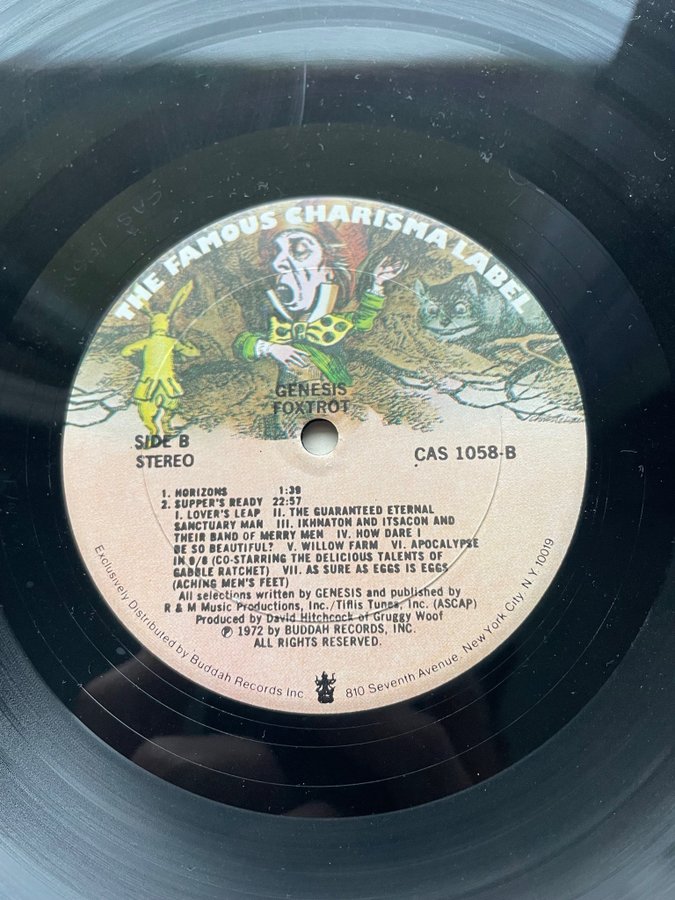 THE FAMOUS CHARISMA LABEL
GENESIS
FOXTROT
SIDE B
STEREO
CAS 1058-B
1. HORIZONS 1:39
2. SUPPER'S READY 22:57
I. LOVER'S LEAP II. THE GUARANTEED ETERNAL
SANCTUARY MAN III. IKHNATON AND ITSACON AND
THEIR BAND OF MERRY MEN IV. HOW DARE I
BE SO BEAUTIFUL? V. WILLOW FARM VI. APOCALYPSE
IN 9/8 (CO-STARRING THE DELICIOUS TALENTS OF
GABBLE RATCHET) VII. AS SURE AS EGGS IS EGGS
(ACHING MEN'S FEET)
All selections written by GENESIS and published by
R & M Music Productions, Inc./Tiflis Tunes, Inc. (ASCAP)
Produced by David Hitchcock of Gruggy Woof
℗ 1972 by BUDDAH RECORDS, INC.
ALL RIGHTS RESERVED.
Exclusively Distributed by Buddah Records Inc. 810 Seventh Avenue, New York City, N.Y. 10019